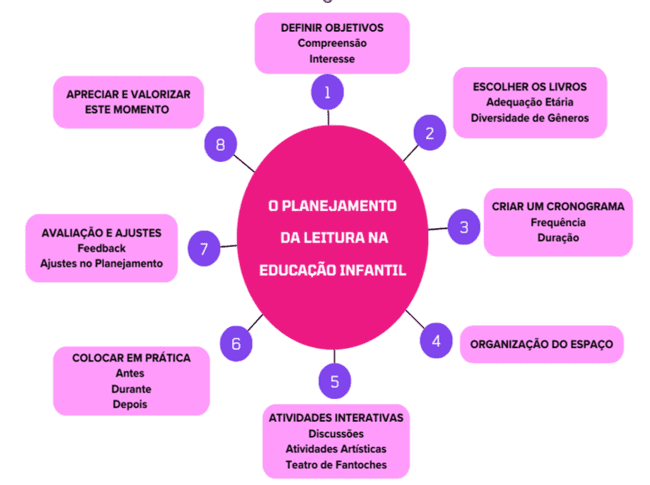 O PLANEJAMENTO
DA LEITURA NA
EDUCAÇÃO INFANTIL
1
DEFINIR OBJETIVOS
Compreensão
Interesse
2
ESCOLHER OS LIVROS
Adequação Etária
Diversidade de Gêneros
3
CRIAR UM CRONOGRAMA
Frequência
Duração
4
ORGANIZAÇÃO DO ESPAÇO
5
ATIVIDADES INTERATIVAS
Discussões
Atividades Artísticas
Teatro de Fantoches
6
COLOCAR EM PRÁTICA
Antes
Durante
Depois
7
AVALIAÇÃO E AJUSTES
Feedback
Ajustes no Planejamento
8
APRECIAR E VALORIZAR
ESTE MOMENTO